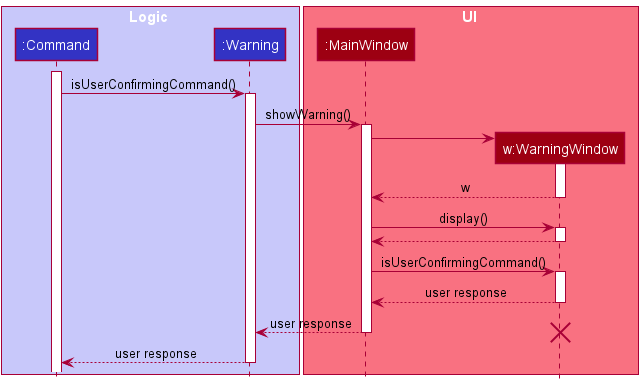 Logic
UI
:Command
:Warning
:MainWindow
isUserConfirmingCommand()
showWarning()
w:WarningWindow
w
display()
isUserConfirmingCommand()
user response
user response
user response